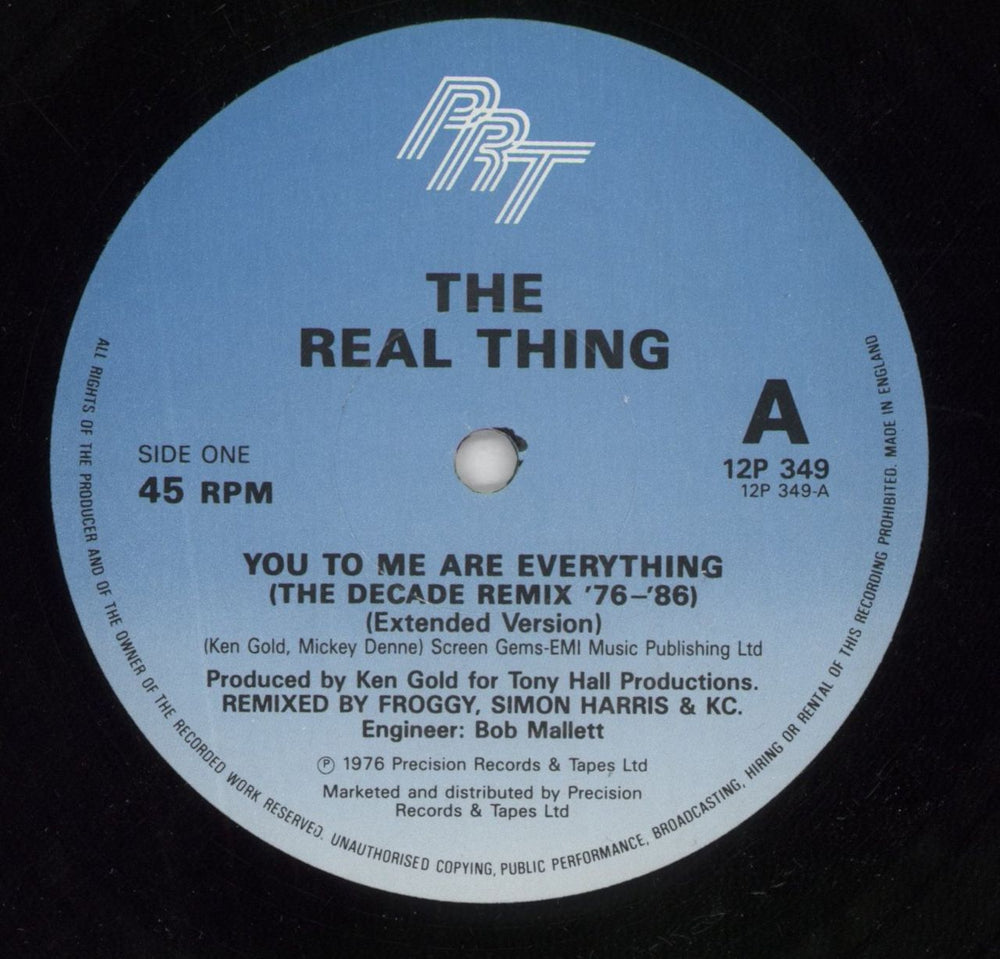 PRT
THE
REAL THING
SIDE ONE
45 RPM
A
12P 349
12P 349-A
YOU TO ME ARE EVERYTHING
(THE DECADE REMIX '76–'86)
(Extended Version)
(Ken Gold, Mickey Denne) Screen Gems-EMI Music Publishing Ltd
Produced by Ken Gold for Tony Hall Productions.
REMIXED BY FROGGY, SIMON HARRIS & KC.
Engineer: Bob Mallett
Ⓟ 1976 Precision Records & Tapes Ltd
Marketed and distributed by Precision
Records & Tapes Ltd
ALL RIGHTS OF THE PRODUCER AND OF THE OWNER OF THE RECORDED WORK RESERVED. UNAUTHORISED COPYING, PUBLIC PERFORMANCE, BROADCASTING, HIRING OR RENTAL OF THIS RECORDING PROHIBITED. MADE IN ENGLAND